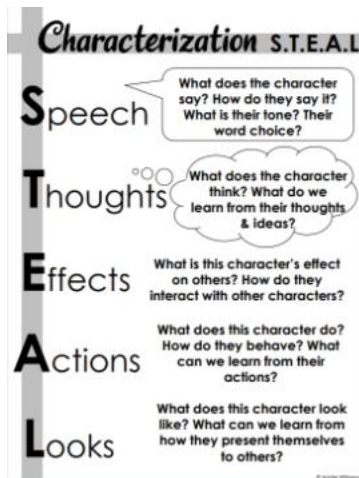 Characterization S.T.E.A.L
Speech
What does the character
say? How do they say it?
What is their tone? Their
word choice?
Thoughts
What does the character
think? What do we
learn from their thoughts
& ideas?
Effects
What is this character's effect
on others? How do they
interact with other characters?
Actions
What does this character do?
How do they behave? What
can we learn from their
actions?
Looks
What does this character look
like? What can we learn from
how they present themselves
to others?